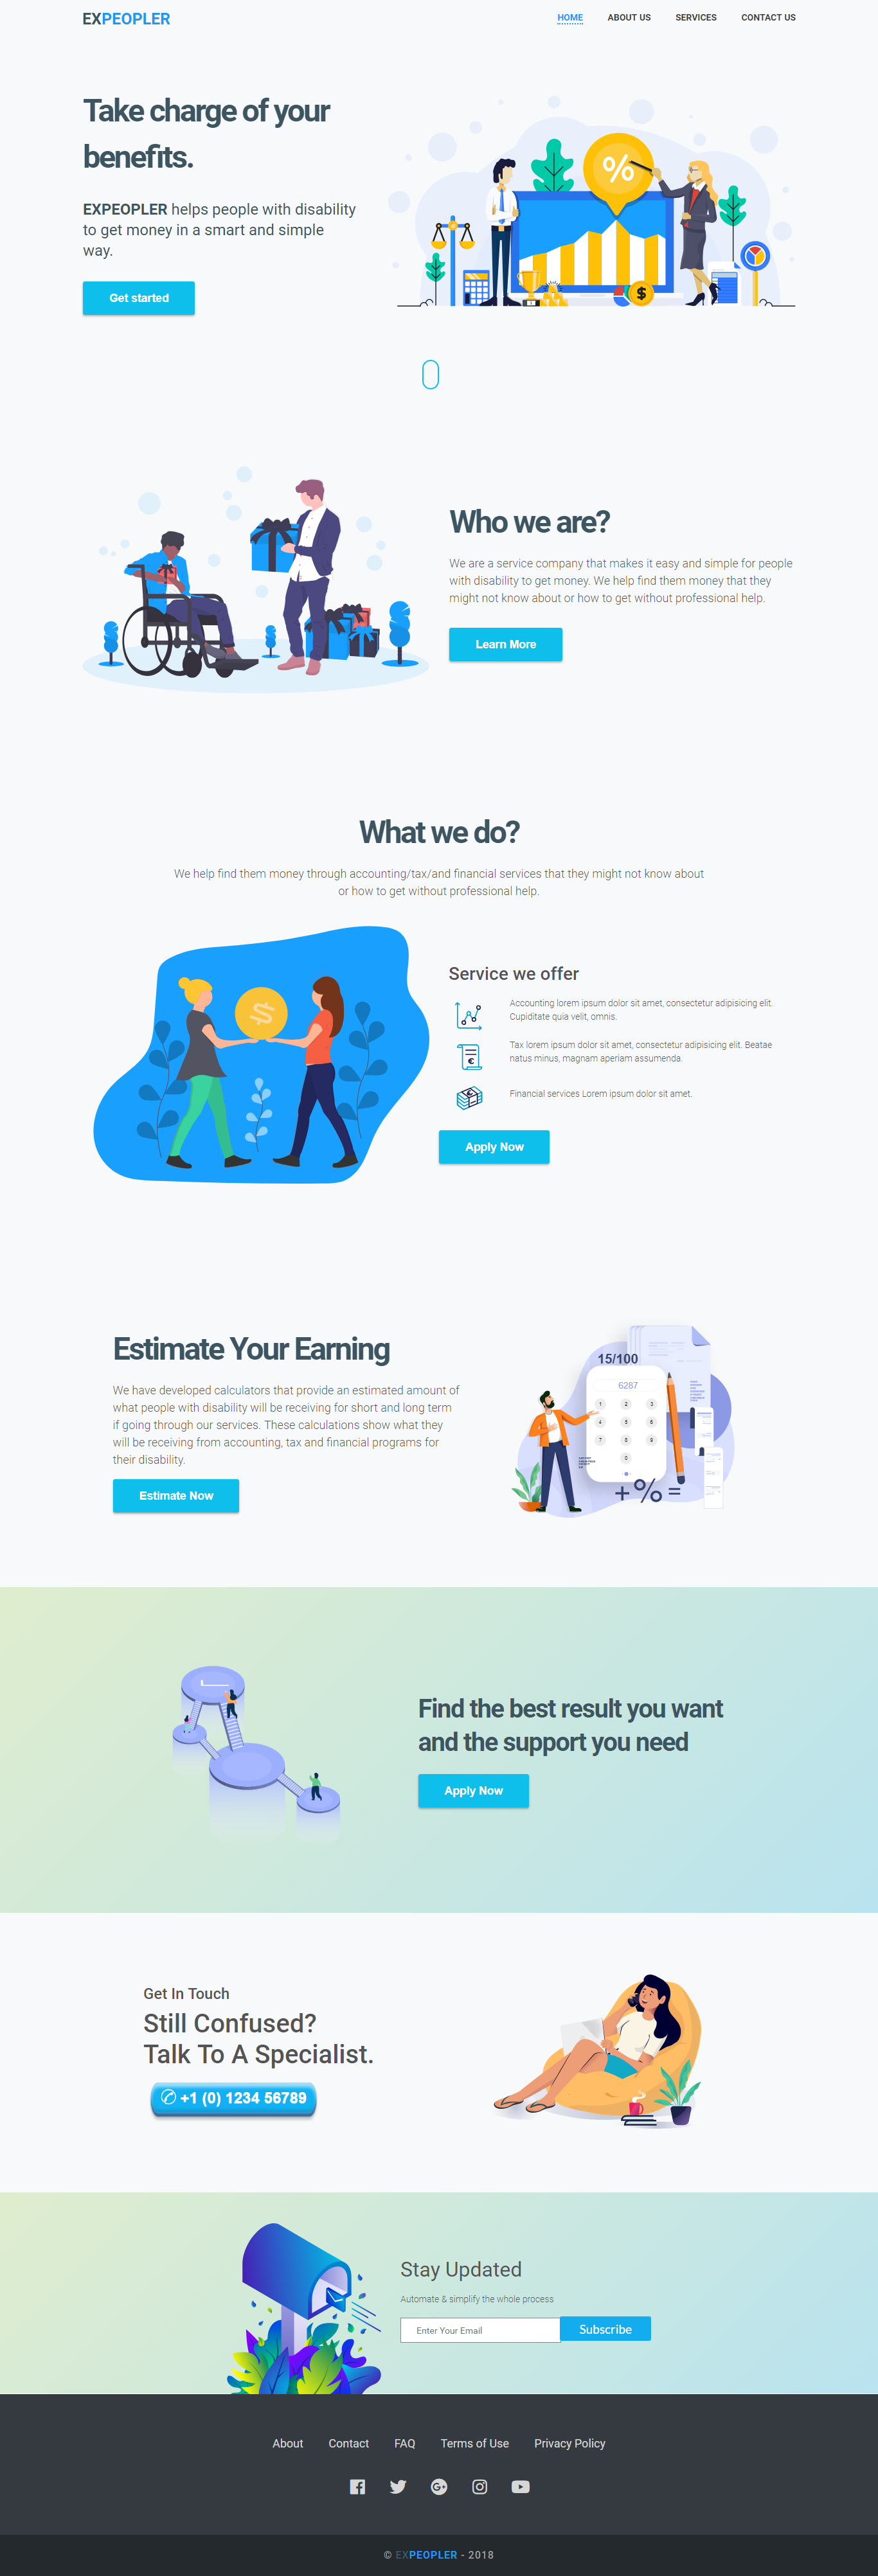 EXPEOPLER
HOME ABOUT US SERVICES CONTACT US
Take charge of your
benefits.
EXPEOPLER helps people with disability
to get money in a smart and simple
way.
Get started
%
$
Who we are?
We are a service company that makes it easy and simple for people
with disability to get money. We help find them money that they
might not know about or how to get without professional help.
Learn More
What we do?
We help find them money through accounting/tax/and financial services that they might not know about
or how to get without professional help.
$
Service we offer
Accounting lorem ipsum dolor sit amet, consectetur adipisicing elit.
Cupiditate quia velit, omnis.
Tax lorem ipsum dolor sit amet, consectetur adipisicing elit. Beatae
natus minus, magnam aperiam assumenda.
Financial services Lorem ipsum dolor sit amet.
Apply Now
Estimate Your Earning
We have developed calculators that provide an estimated amount of
what people with disability will be receiving for short and long term
if going through our services. These calculations show what they
will be receiving from accounting, tax and financial programs for
their disability.
Estimate Now
15/100
6287
1 2 3
4 5 6
7 8 9
0
+ % =
Find the best result you want
and the support you need
Apply Now
Get In Touch
Still Confused?
Talk To A Specialist.
✆ +1 (0) 1234 56789
Stay Updated
Automate & simplify the whole process
Enter Your Email Subscribe
About Contact FAQ Terms of Use Privacy Policy
© EXPEOPLER - 2018